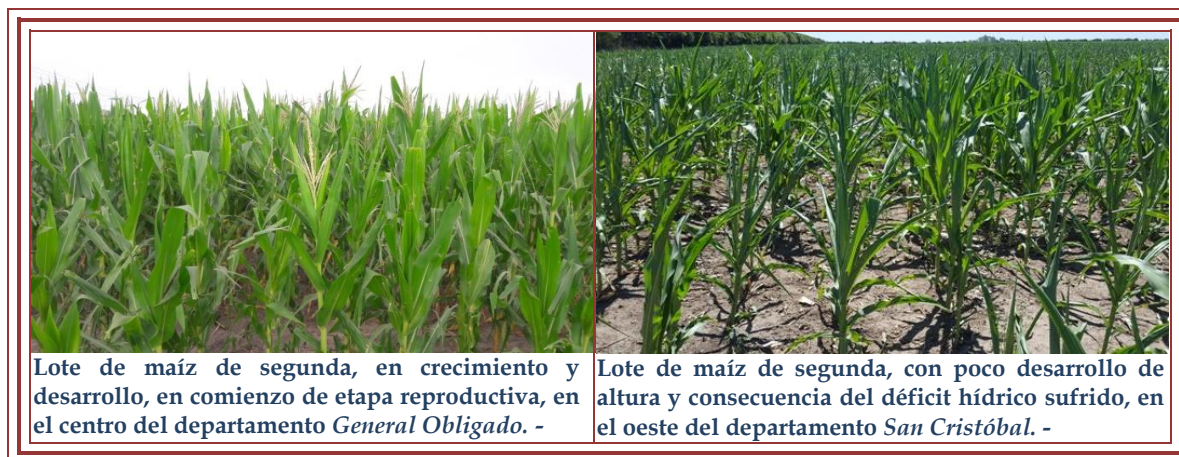 Lote de maíz de segunda, en crecimiento y
desarrollo, en comienzo de etapa reproductiva, en
el centro del departamento General Obligado. -
Lote de maíz de segunda, con poco desarrollo de
altura y consecuencia del déficit hídrico sufrido, en
el oeste del departamento San Cristóbal. -